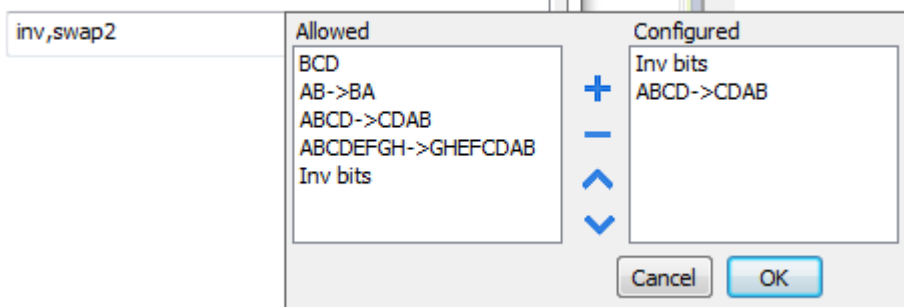 inv,swap2
Allowed
BCD
AB->BA
ABCD->CDAB
ABCDEFGH->GHEFCDAB
Inv bits
Configured
Inv bits
ABCD->CDAB
Cancel
OK